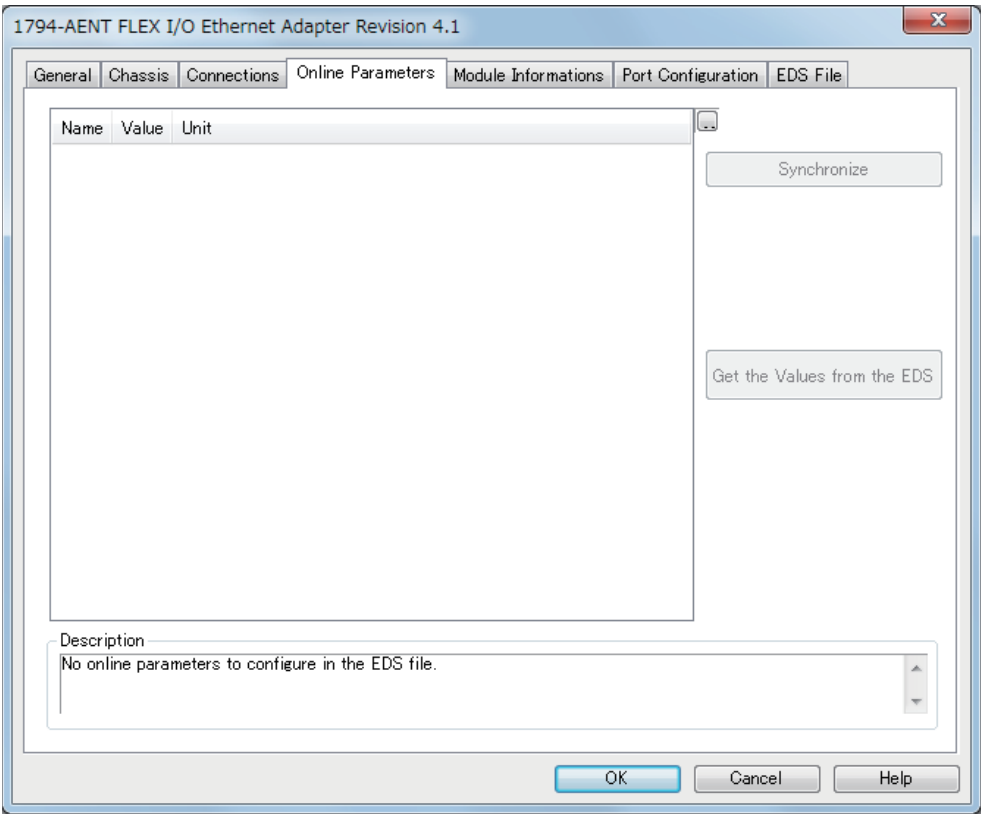 1794-AENT FLEX I/O Ethernet Adapter Revision 4.1
General Chassis Connections Online Parameters Module Informations Port Configuration EDS File
Name Value Unit
..
Synchronize
Get the Values from the EDS
Description
No online parameters to configure in the EDS file.
OK Cancel Help